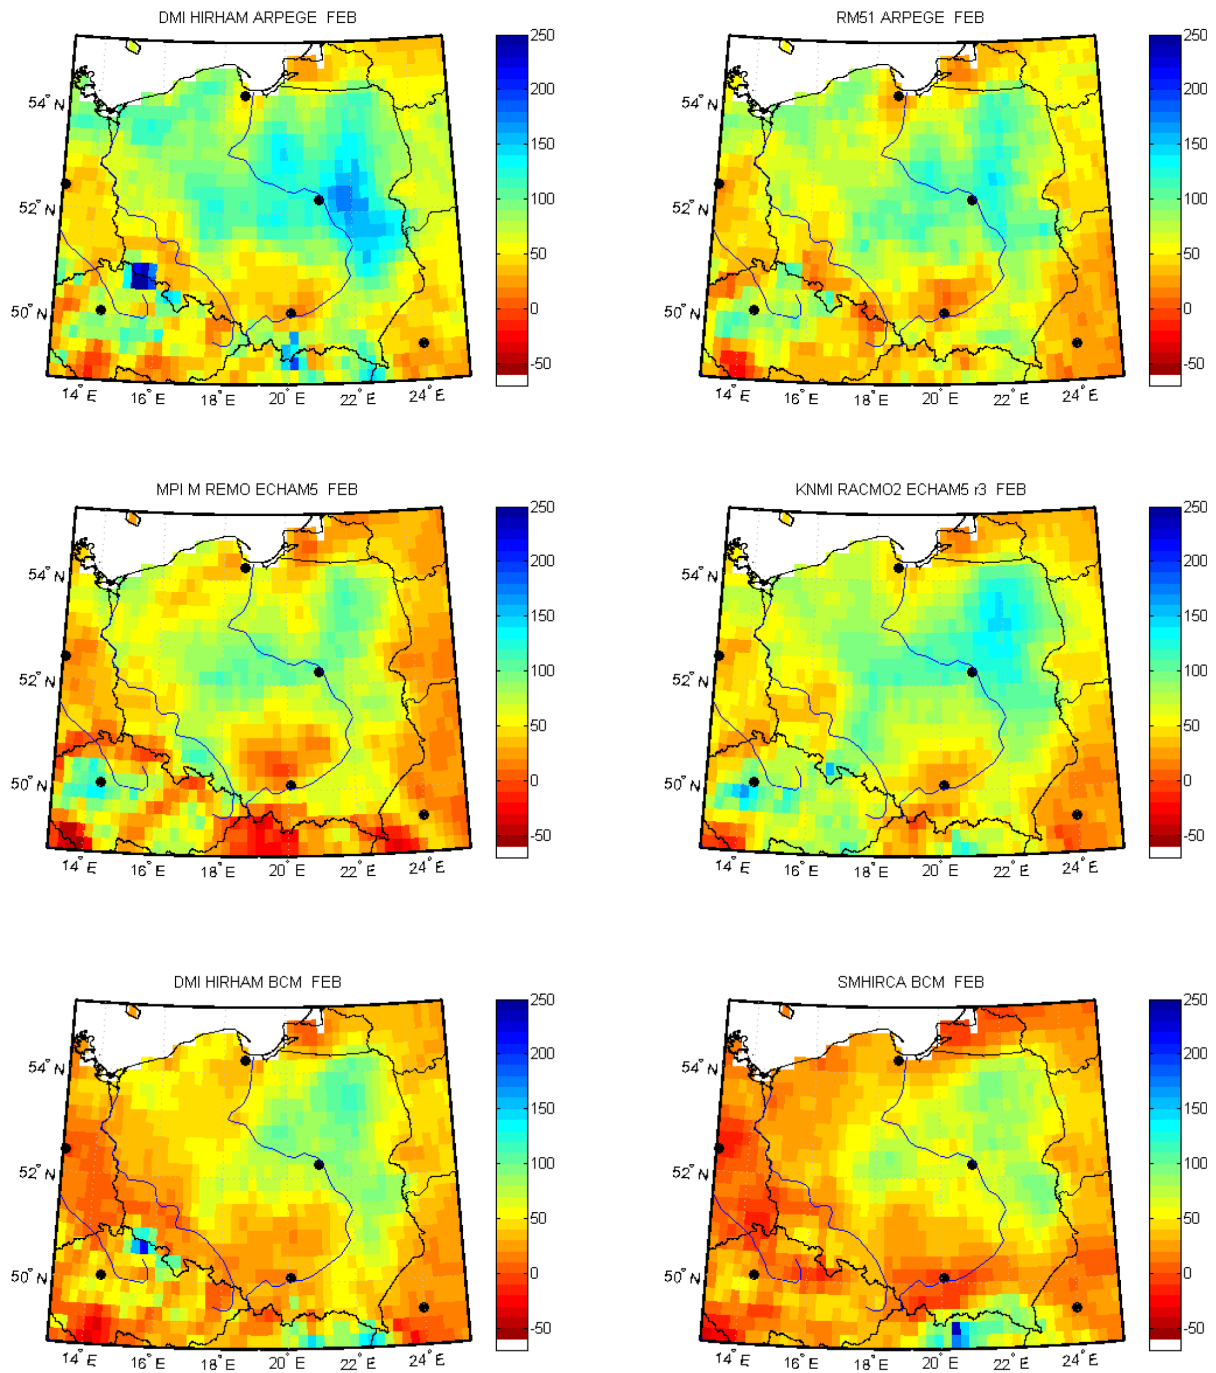 DMI HIRHAM ARPEGE FEB
54° N
52° N
50° N
14° E
16° E
18° E
20° E
22° E
24° E
250
200
150
100
50
0
-50
RM51 ARPEGE FEB
54° N
52° N
50° N
14° E
16° E
18° E
20° E
22° E
24° E
250
200
150
100
50
0
-50
MPI M REMO ECHAM5 FEB
54° N
52° N
50° N
14° E
16° E
18° E
20° E
22° E
24° E
250
200
150
100
50
0
-50
KNMI RACMO2 ECHAM5 r3 FEB
54° N
52° N
50° N
14° E
16° E
18° E
20° E
22° E
24° E
250
200
150
100
50
0
-50
DMI HIRHAM BCM FEB
54° N
52° N
50° N
14° E
16° E
18° E
20° E
22° E
24° E
250
200
150
100
50
0
-50
SMHIRCA BCM FEB
54° N
52° N
50° N
14° E
16° E
18° E
20° E
22° E
24° E
250
200
150
100
50
0
-50